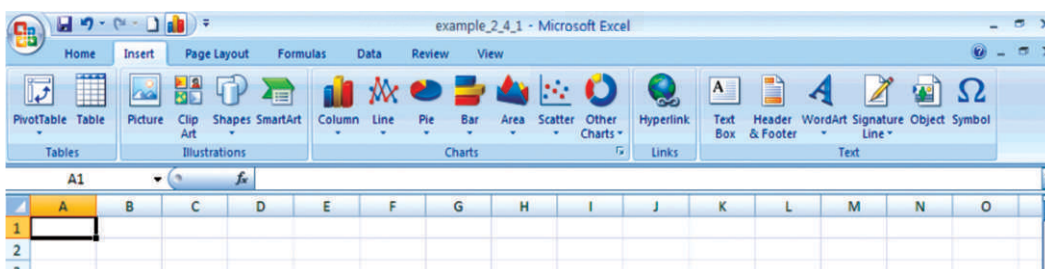 example_2_4_1 - Microsoft Excel
Home Insert Page Layout Formulas Data Review View
PivotTable Table Picture Clip Art Shapes SmartArt Column Line Pie Bar Area Scatter Other Charts Hyperlink Text Box Header & Footer WordArt Signature Line Object Symbol
Tables Illustrations Charts Links Text
A1 fx
A B C D E F G H I J K L M N O
1
2